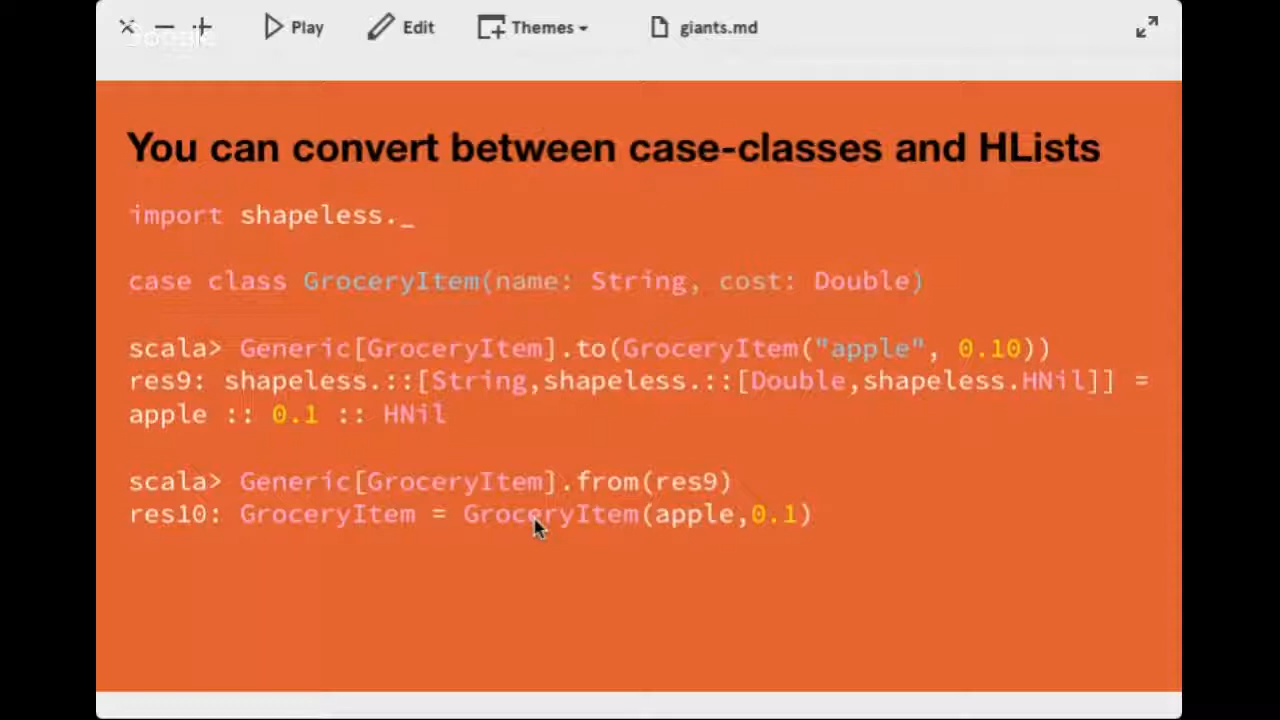 Google
Play Edit Themes giants.md
You can convert between case-classes and HLists
import shapeless._
case class GroceryItem(name: String, cost: Double)
scala> Generic[GroceryItem].to(GroceryItem("apple", 0.10))
res9: shapeless.::[String,shapeless.::[Double,shapeless.HNil]] =
apple :: 0.1 :: HNil
scala> Generic[GroceryItem].from(res9)
res10: GroceryItem = GroceryItem(apple,0.1)